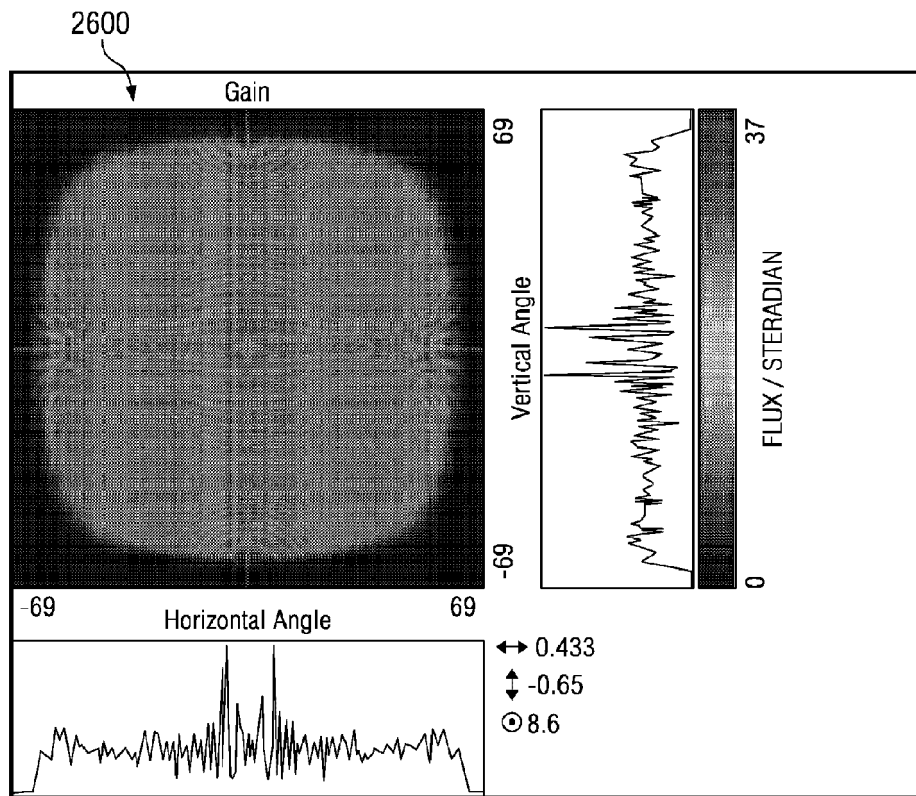 2600
Gain
69
Vertical Angle
-69
37
FLUX / STERADIAN
0
-69
69
Horizontal Angle
0.433
-0.65
8.6